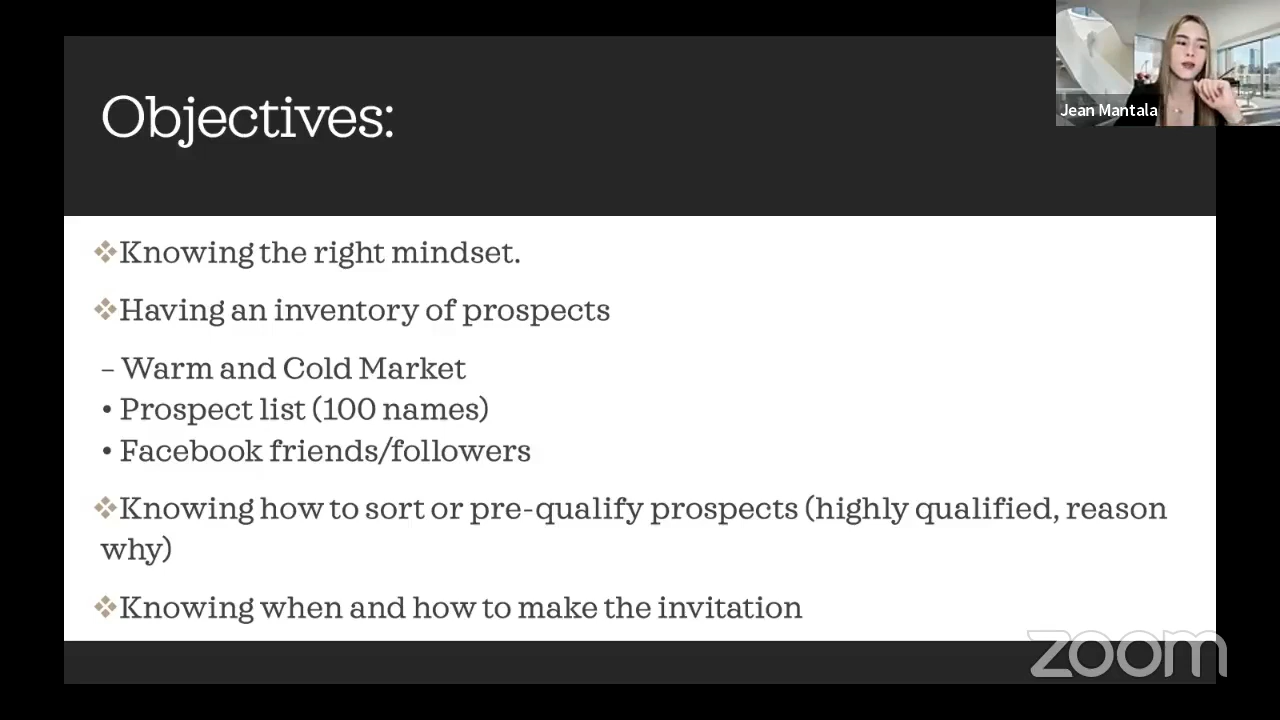 Objectives:
Jean Mantala
❖Knowing the right mindset.
❖Having an inventory of prospects
– Warm and Cold Market
• Prospect list (100 names)
• Facebook friends/followers
❖Knowing how to sort or pre-qualify prospects (highly qualified, reason
why)
❖Knowing when and how to make the invitation
zoom